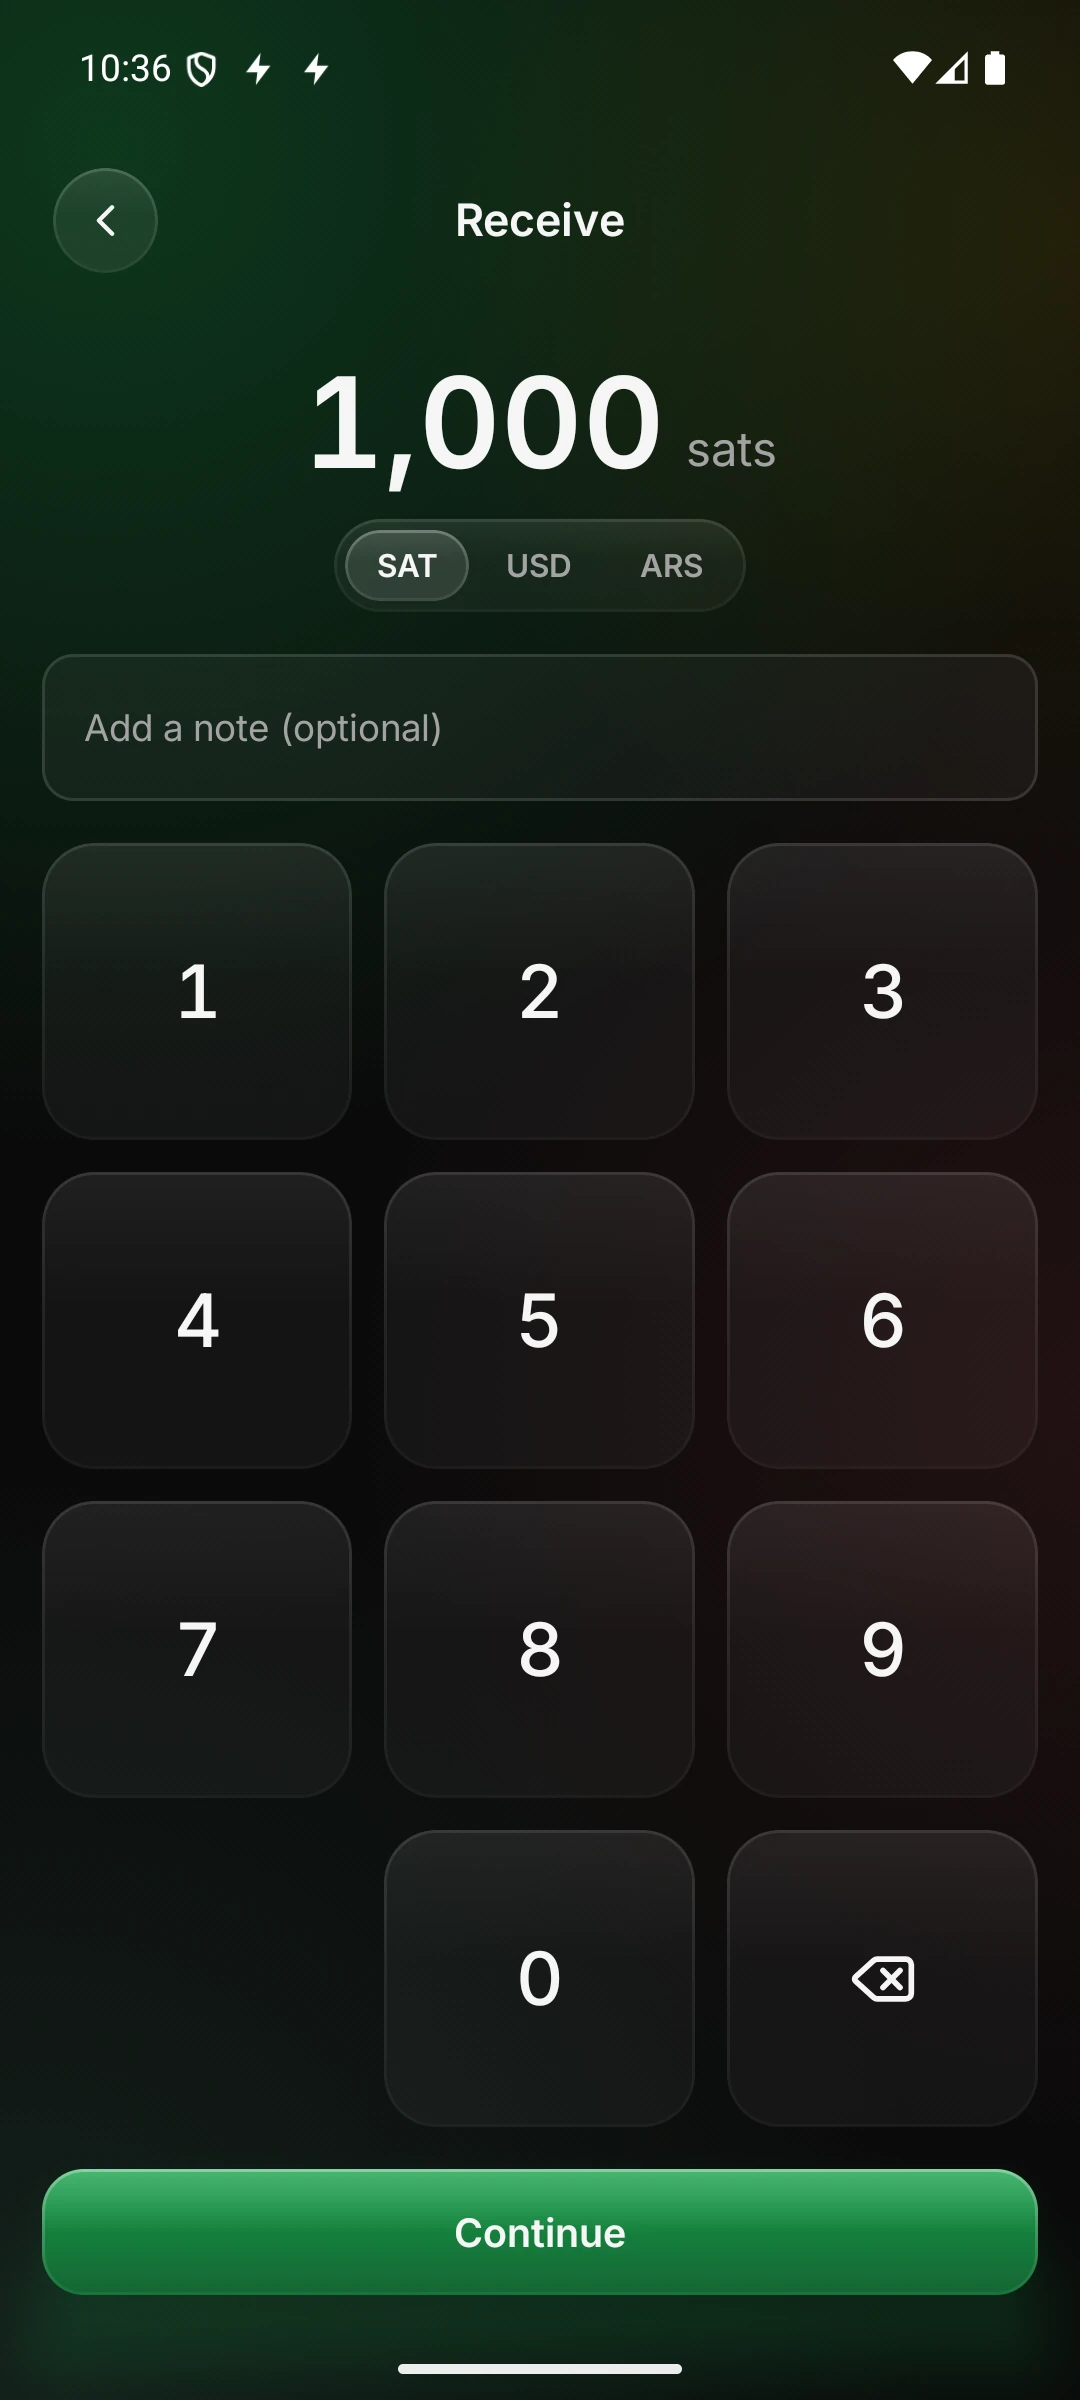 10:36
Receive
1,000 sats
SAT USD ARS
Add a note (optional)
1 2 3
4 5 6
7 8 9
0
Continue